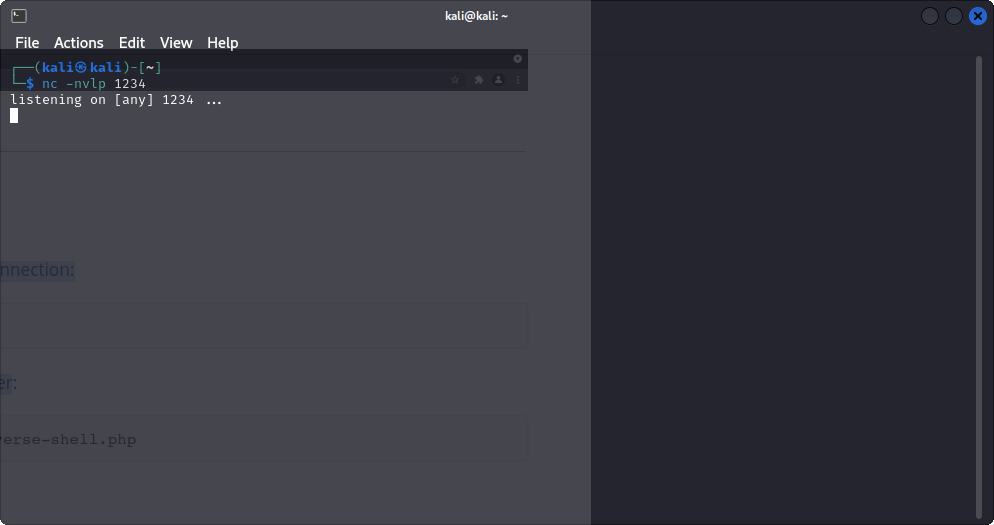 kali@kali: ~
File Actions Edit View Help
┌──(kali㉿kali)-[~]
└─$ nc -nvlp 1234
listening on [any] 1234 ...
nnection:
er:
erse-shell.php